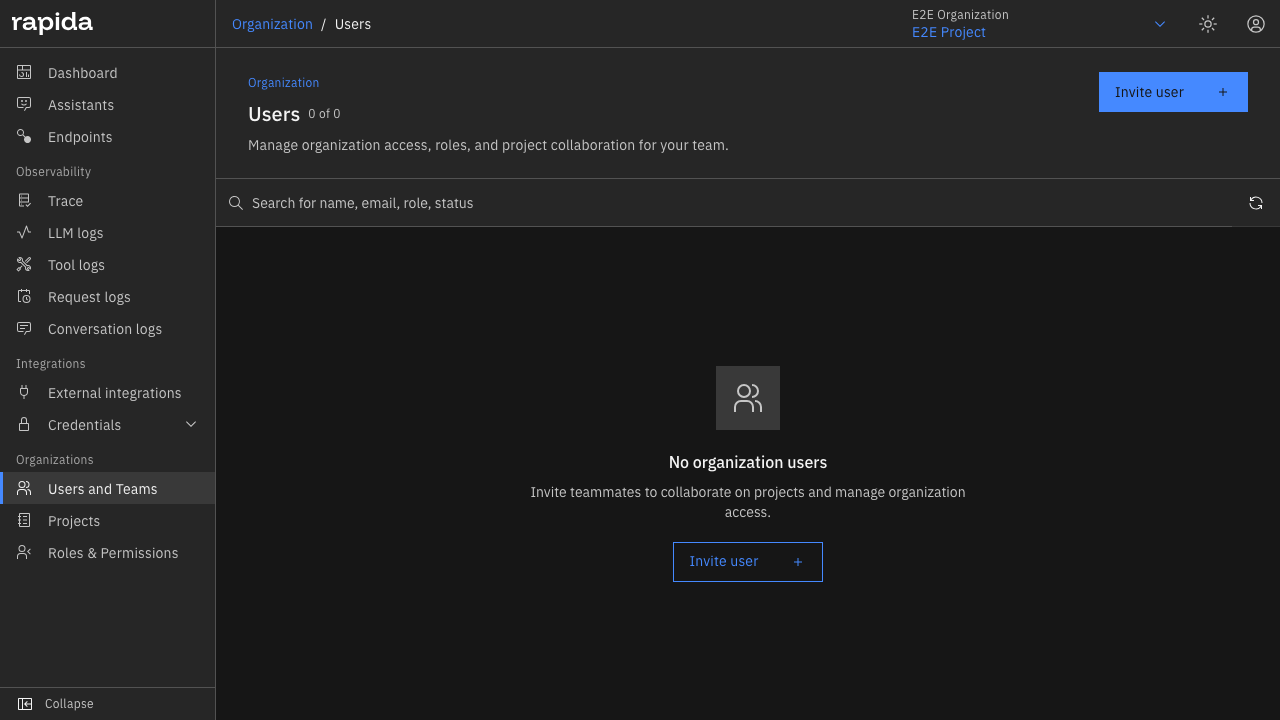 rapida
Organization / Users
E2E Organization
E2E Project
Dashboard
Assistants
Endpoints
Observability
Trace
LLM logs
Tool logs
Request logs
Conversation logs
Integrations
External integrations
Credentials
Organizations
Users and Teams
Projects
Roles & Permissions
Collapse
Organization
Users 0 of 0
Manage organization access, roles, and project collaboration for your team.
Invite user +
Search for name, email, role, status
No organization users
Invite teammates to collaborate on projects and manage organization
access.
Invite user +